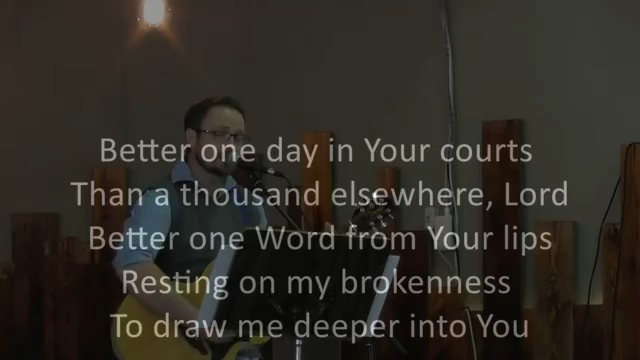 Better one day in Your courts
Than a thousand elsewhere, Lord
Better one Word from Your lips
Resting on my brokenness
To draw me deeper into You